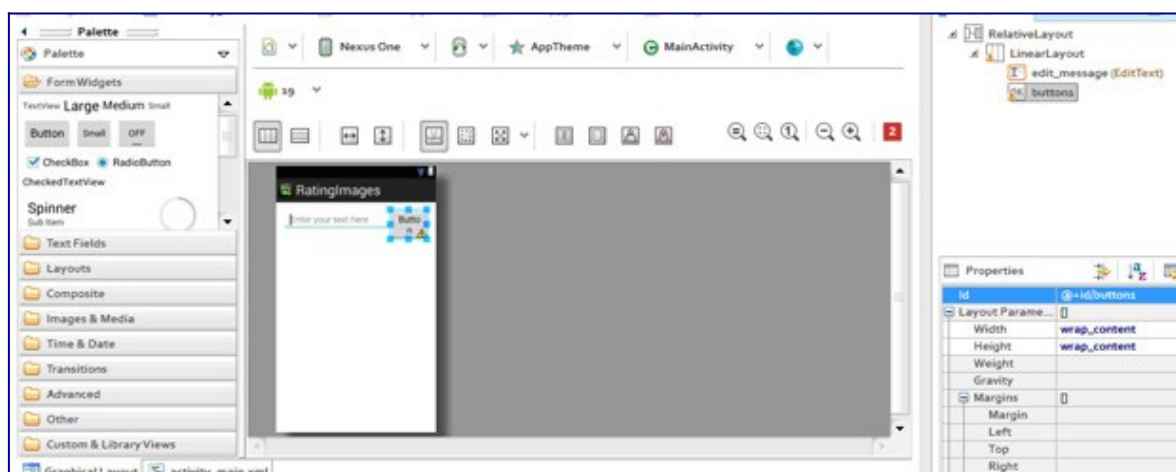 Palette
Palette
Form Widgets
TextView Large Medium Small
Button Small OFF
CheckBox RadioButton
CheckedTextView
Spinner
Sub Item
Text Fields
Layouts
Composite
Images & Media
Time & Date
Transitions
Advanced
Other
Custom & Library Views
Graphical Layout activity_main.xml
Nexus One AppTheme MainActivity
19
2
RatingImages
Enter your text here
Butto
n
RelativeLayout
LinearLayout
edit_message (EditText)
OK buttons
Properties
Id @+id/buttons
Layout Parame... []
Width wrap_content
Height wrap_content
Weight
Gravity
Margins []
Margin
Left
Top
Right